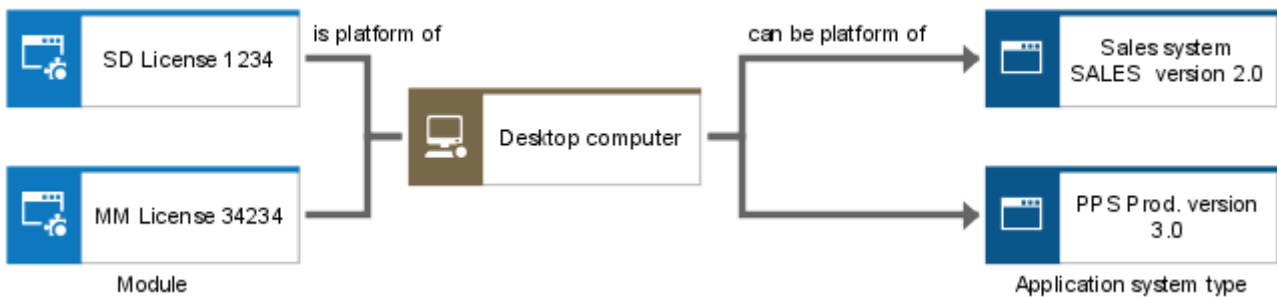 is platform of
can be platform of
SD License 1234
Sales system
SALES version 2.0
Desktop computer
MM License 34234
PPS Prod. version
3.0
Module
Application system type